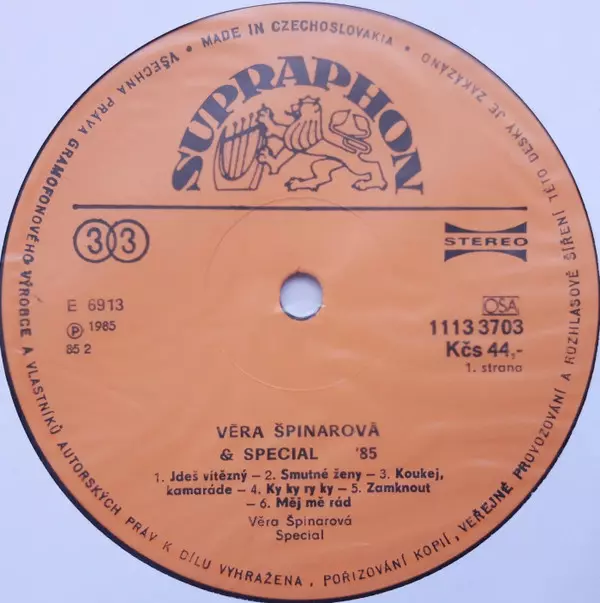 MADE IN CZECHOSLOVAKIA
VŠECHNA PRÁVA GRAMOFONOVÉHO VÝROBCE A VLASTNÍKŮ AUTORSKÝCH PRÁV K DÍLU VYHRAŽENA, POŘIZOVÁNÍ KOPIÍ, VEŘEJNÉ PROVOZOVÁNÍ A ROZHLASOVÉ ŠÍŘENÍ TÉTO DESKY JE ZAKÁZÁNO
SUPRAPHON
33
STEREO
E 6913
Ⓟ 1985
85 2
OSA
1113 3703
Kčs 44,-
1. strana
VĚRA ŠPINAROVÁ
& SPECIAL '85
1. Jdeš vítězný – 2. Smutné ženy – 3. Koukej,
kamaráde – 4. Ky ky ry ky – 5. Zamknout
– 6. Měj mě rád
Věra Špinarová
Special